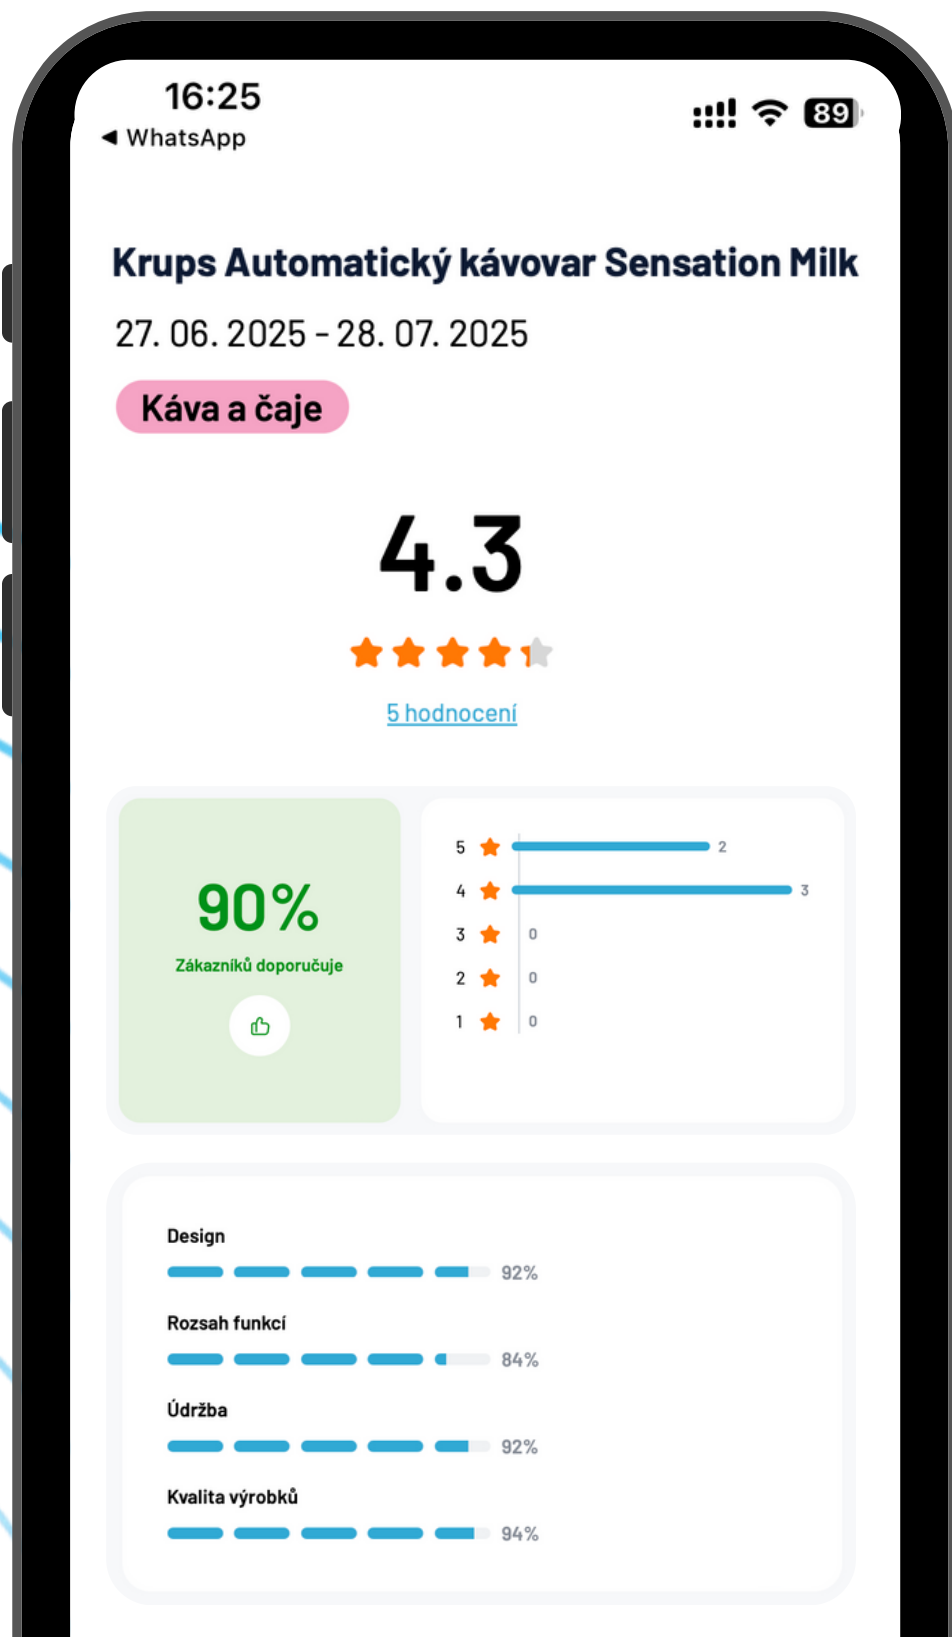 16:25
◀ WhatsApp
89
Krups Automatický kávovar Sensation Milk
27. 06. 2025 - 28. 07. 2025
Káva a čaje
4.3
5 hodnocení
90%
Zákazníků doporučuje
5 2
4 3
3 0
2 0
1 0
Design
92%
Rozsah funkcí
84%
Údržba
92%
Kvalita výrobků
94%